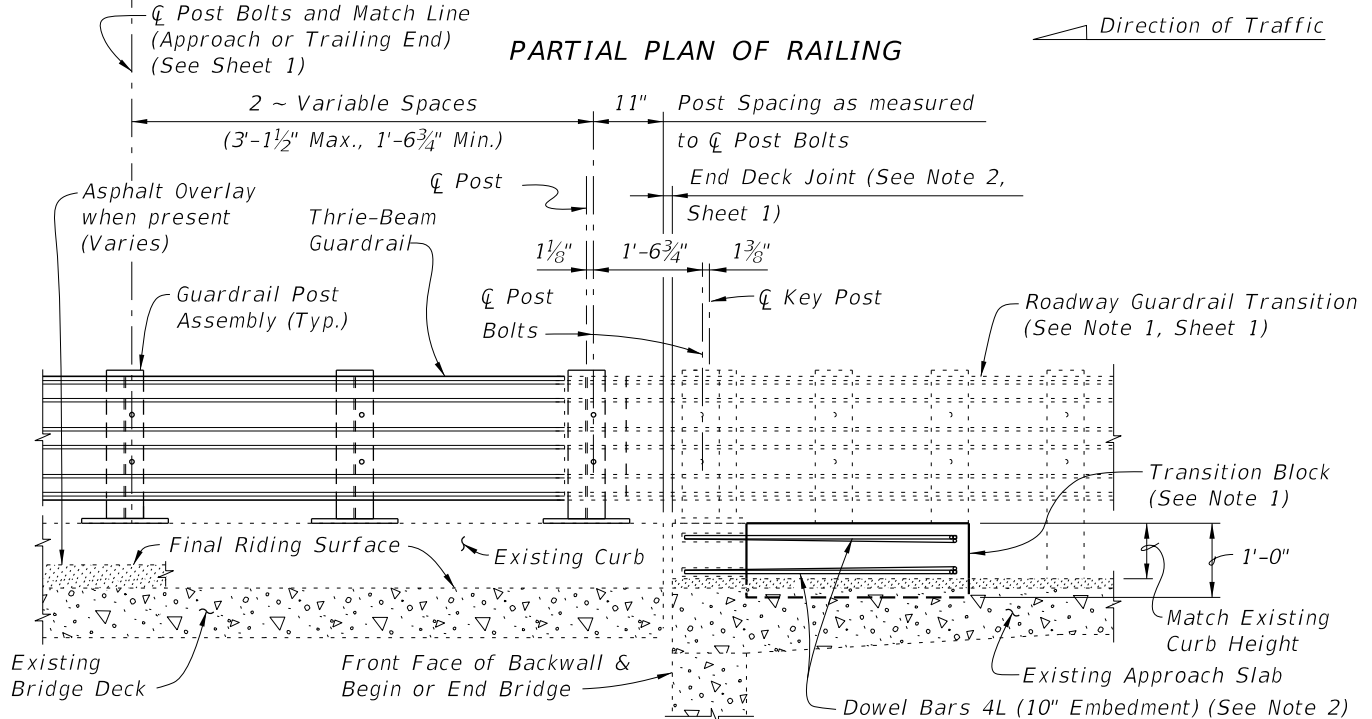 ℄ Post Bolts and Match Line
(Approach or Trailing End)
(See Sheet 1)
PARTIAL PLAN OF RAILING
Direction of Traffic
2 ~ Variable Spaces
(3'-1½" Max., 1'-6¾" Min.)
11"
Post Spacing as measured
to ℄ Post Bolts
End Deck Joint (See Note 2,
Sheet 1)
Asphalt Overlay
when present
(Varies)
℄ Post
Thrie-Beam
Guardrail
1⅛"
1'-6¾"
1⅜"
Guardrail Post
Assembly (Typ.)
℄ Post
Bolts
℄ Key Post
Roadway Guardrail Transition
(See Note 1, Sheet 1)
Transition Block
(See Note 1)
Final Riding Surface
Existing Curb
1'-0"
Match Existing
Curb Height
Existing
Bridge Deck
Front Face of Backwall &
Begin or End Bridge
Existing Approach Slab
Dowel Bars 4L (10" Embedment) (See Note 2)